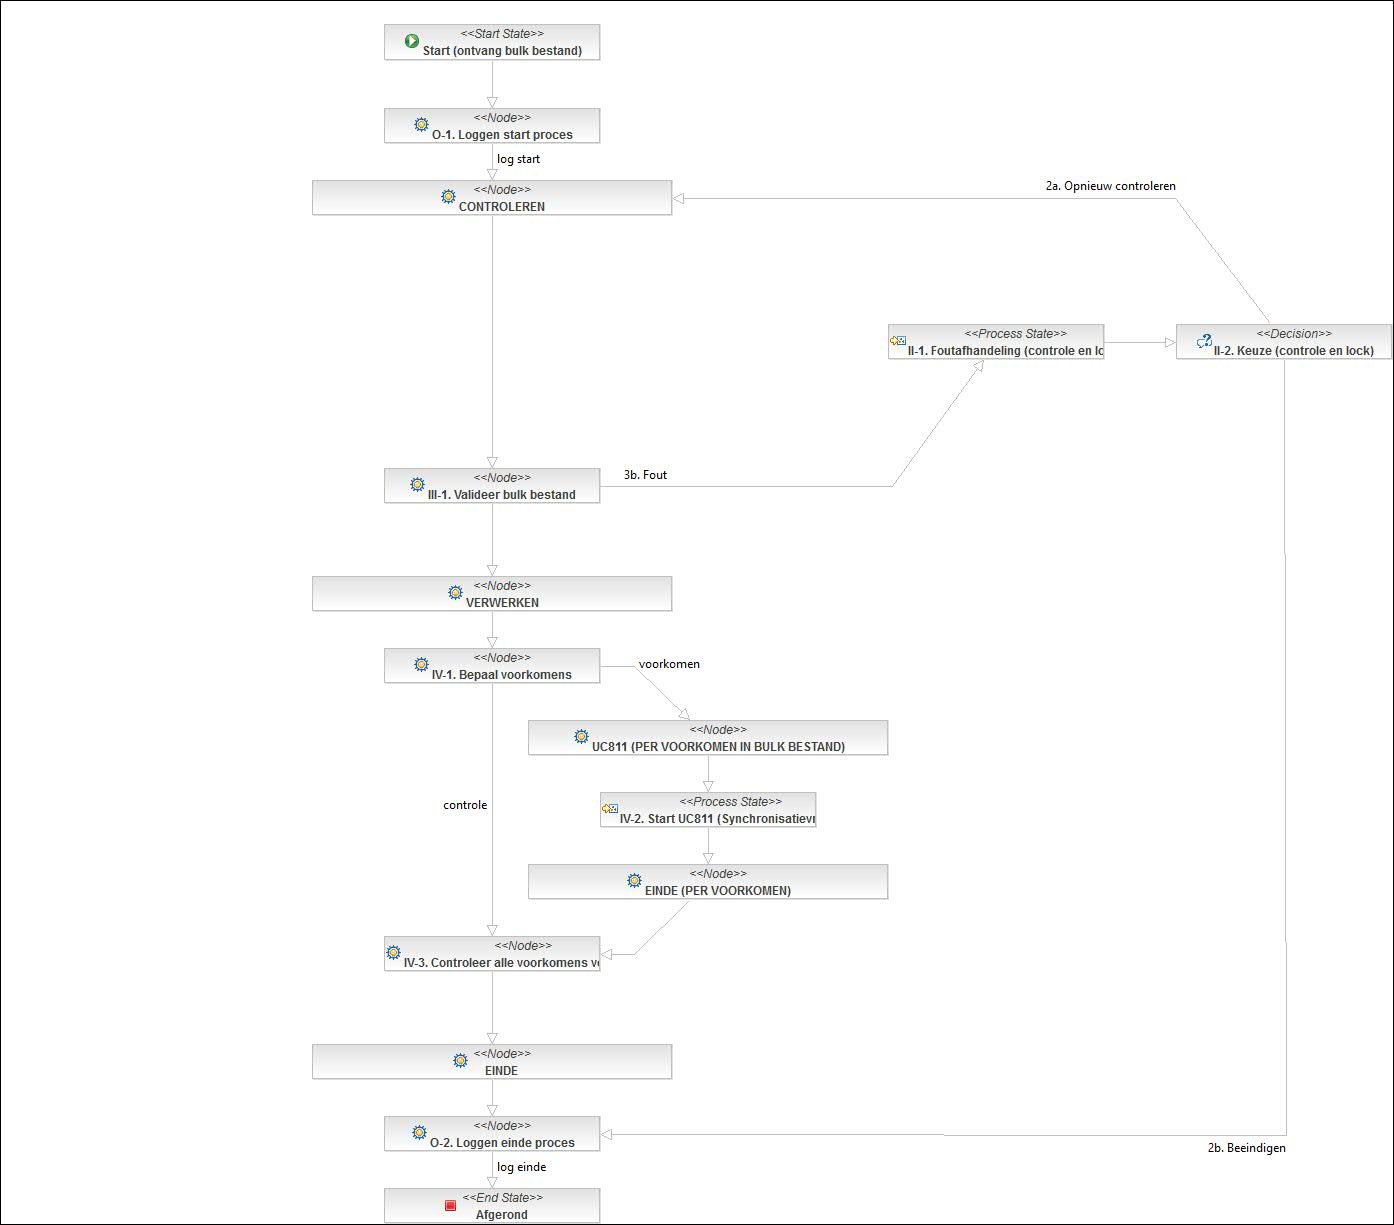 <<Start State>>
Start (ontvang bulk bestand)
<<Node>>
O-1. Loggen start proces
log start
<<Node>>
CONTROLEREN
2a. Opnieuw controleren
<<Process State>>
II-1. Foutafhandeling (controle en lo
<<Decision>>
II-2. Keuze (controle en lock)
<<Node>>
III-1. Valideer bulk bestand
3b. Fout
<<Node>>
VERWERKEN
<<Node>>
IV-1. Bepaal voorkomens
voorkomen
<<Node>>
UC811 (PER VOORKOMEN IN BULK BESTAND)
controle
<<Process State>>
IV-2. Start UC811 (Synchronisatievr
<<Node>>
EINDE (PER VOORKOMEN)
<<Node>>
IV-3. Controleer alle voorkomens ve
<<Node>>
EINDE
<<Node>>
O-2. Loggen einde proces
2b. Beeindigen
log einde
<<End State>>
Afgerond